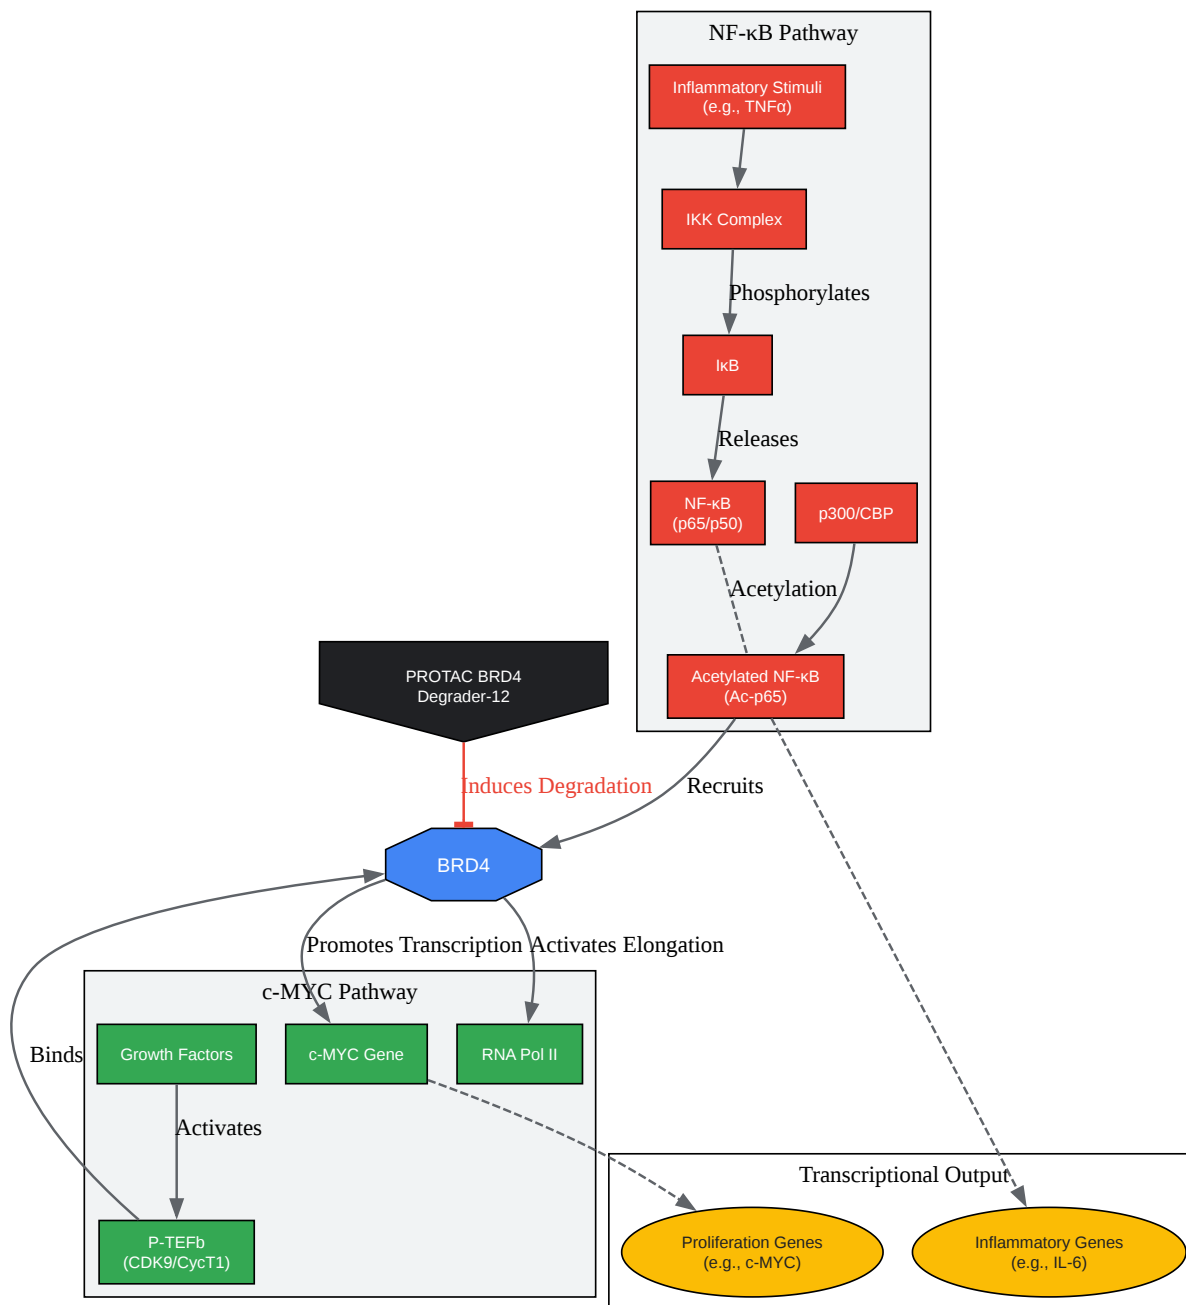 NF-κB Pathway
Inflammatory Stimuli
(e.g., TNFα)
IKK Complex
Phosphorylates
IκB
Releases
NF-κB
(p65/p50)
p300/CBP
Acetylation
PROTAC BRD4
Degrader-12
Acetylated NF-κB
(Ac-p65)
Induces Degradation
Recruits
BRD4
Promotes Transcription
Activates Elongation
c-MYC Pathway
Binds
Growth Factors
c-MYC Gene
RNA Pol II
Activates
Transcriptional Output
P-TEFb
(CDK9/CycT1)
Proliferation Genes
(e.g., c-MYC)
Inflammatory Genes
(e.g., IL-6)